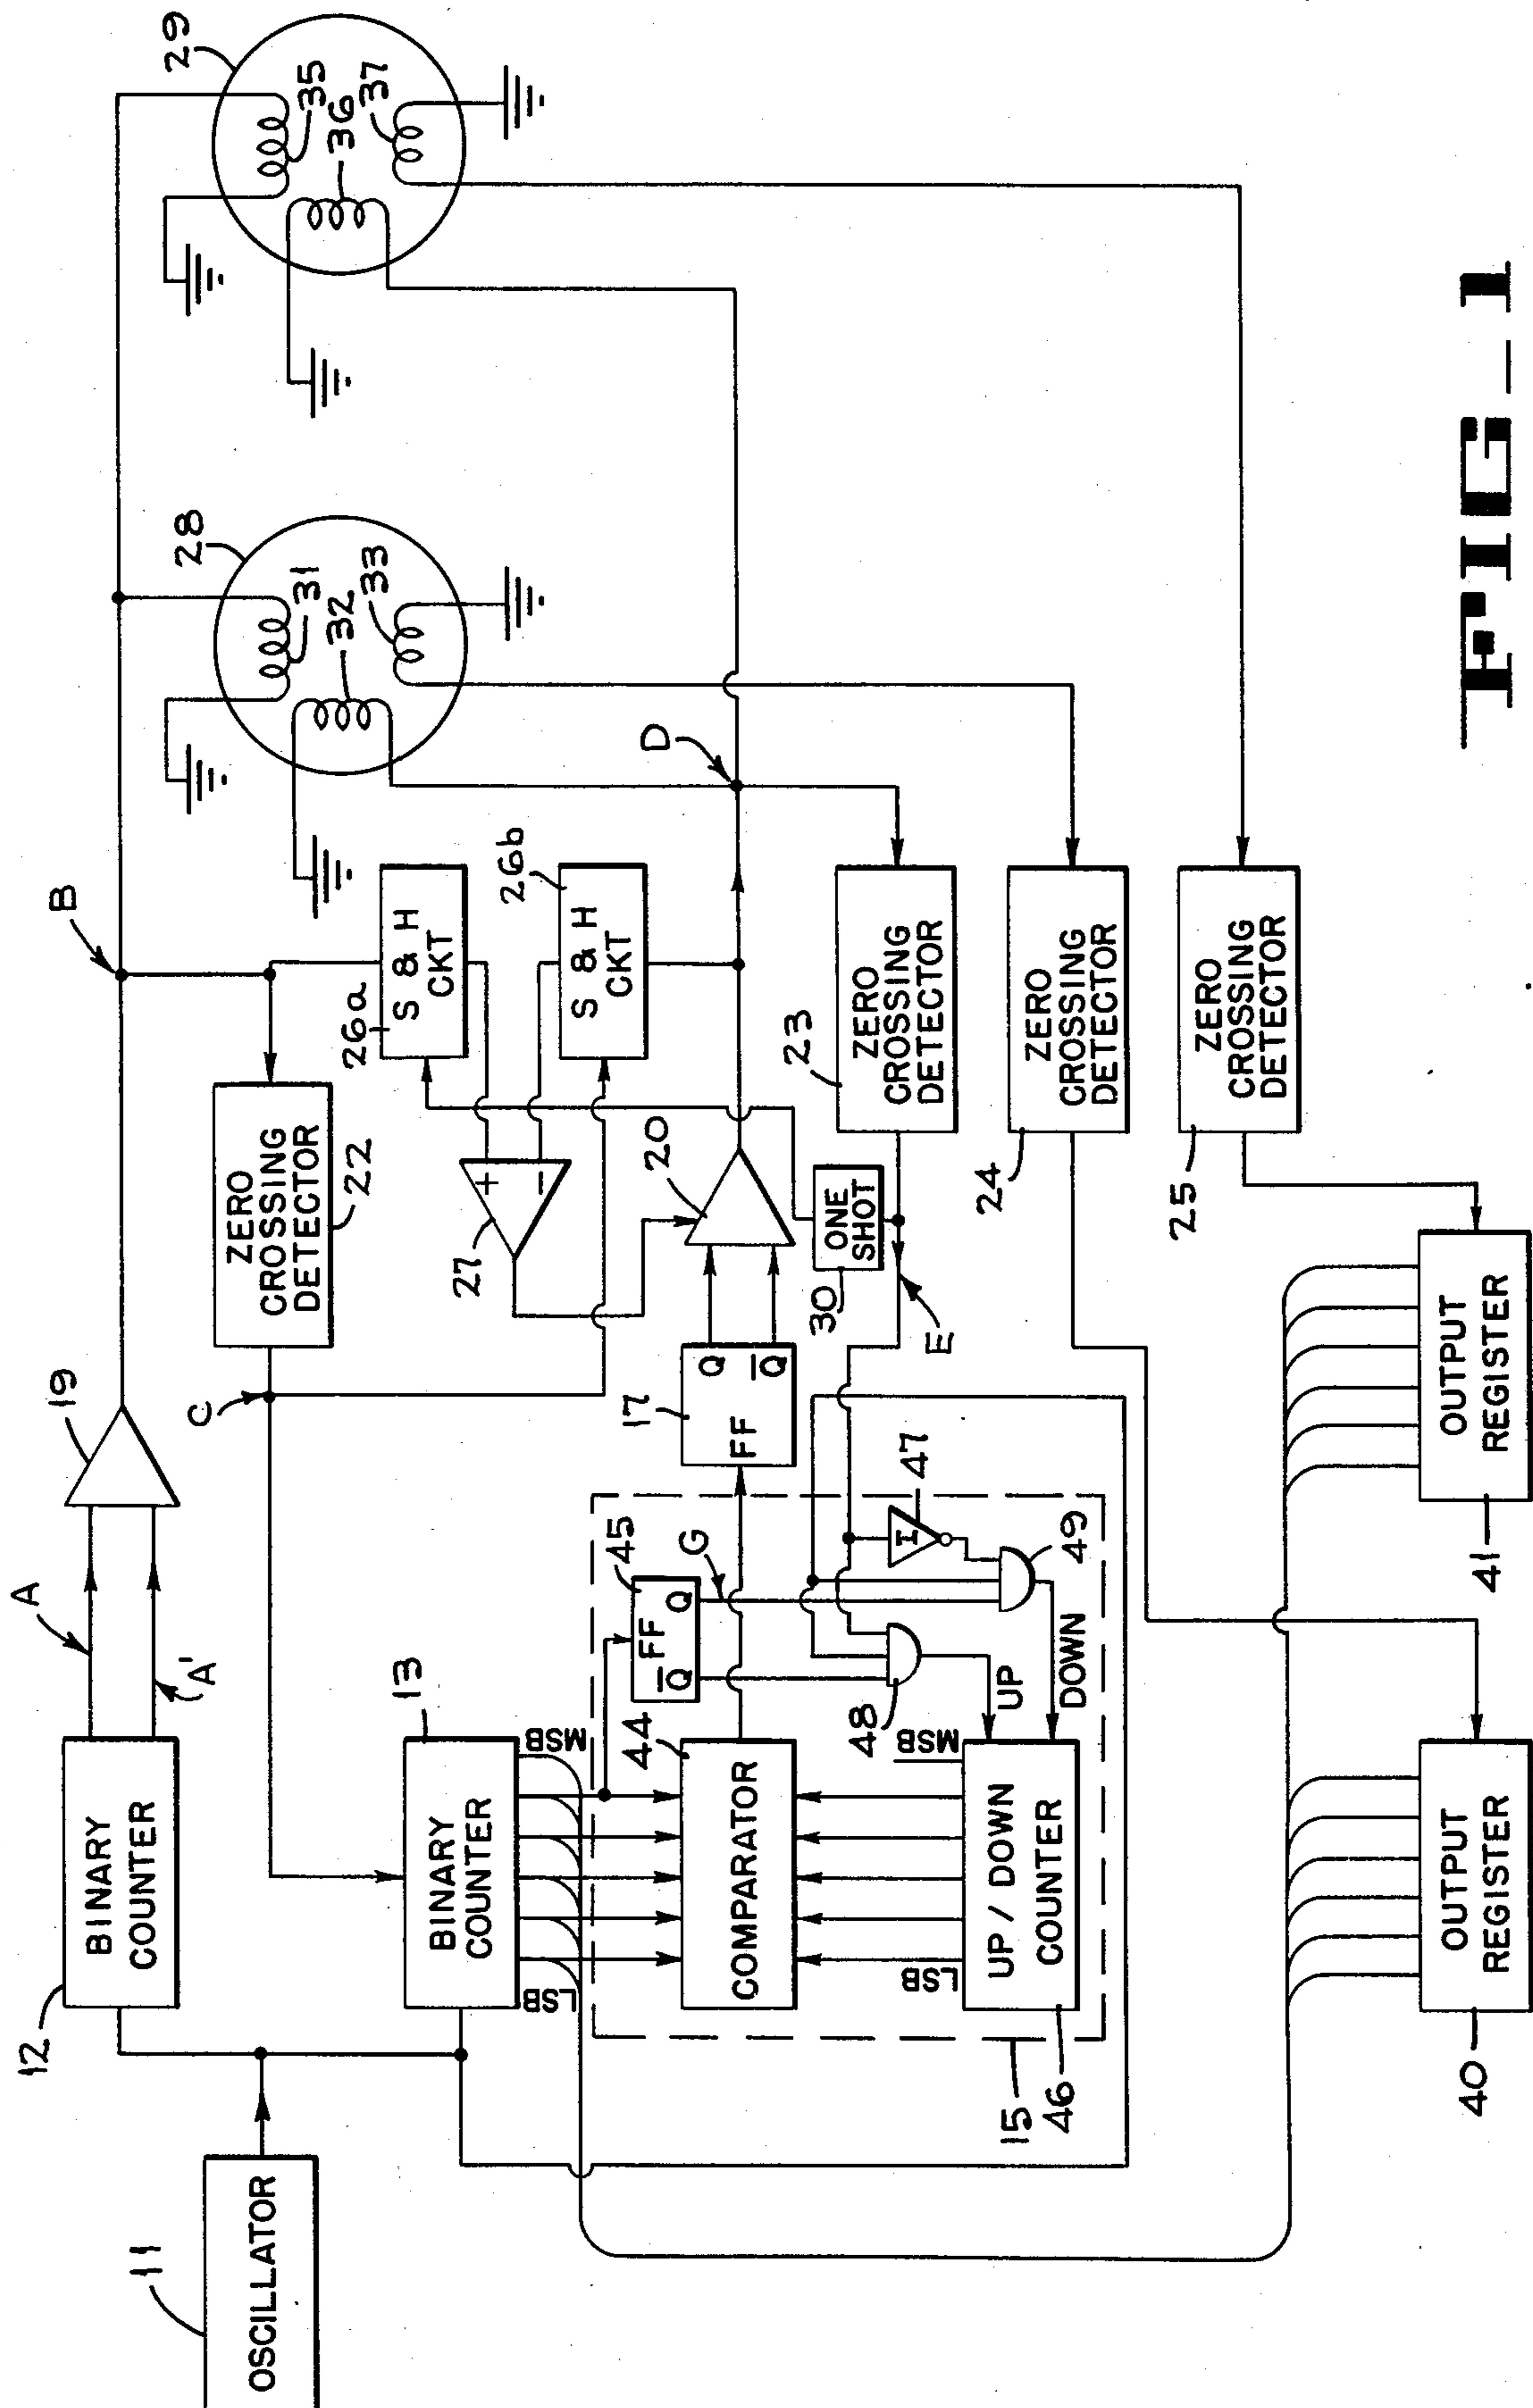 11
OSCILLATOR
12
BINARY
COUNTER
A
A'
19
B
C
ZERO
CROSSING
DETECTOR
22
26a
S & H
CKT
26b
S & H
CKT
27
+
−
28
31
32
33
29
35
36
37
13
BINARY
COUNTER
MSB
LSB
44
COMPARATOR
45
FF
Q̅
Q
G
17
FF
Q
Q̅
20
D
30
ONE
SHOT
E
23
ZERO
CROSSING
DETECTOR
24
ZERO
CROSSING
DETECTOR
25
ZERO
CROSSING
DETECTOR
15
46
UP / DOWN
COUNTER
MSB
LSB
UP
DOWN
48
I
47
49
40
OUTPUT
REGISTER
41
OUTPUT
REGISTER
FIG_1